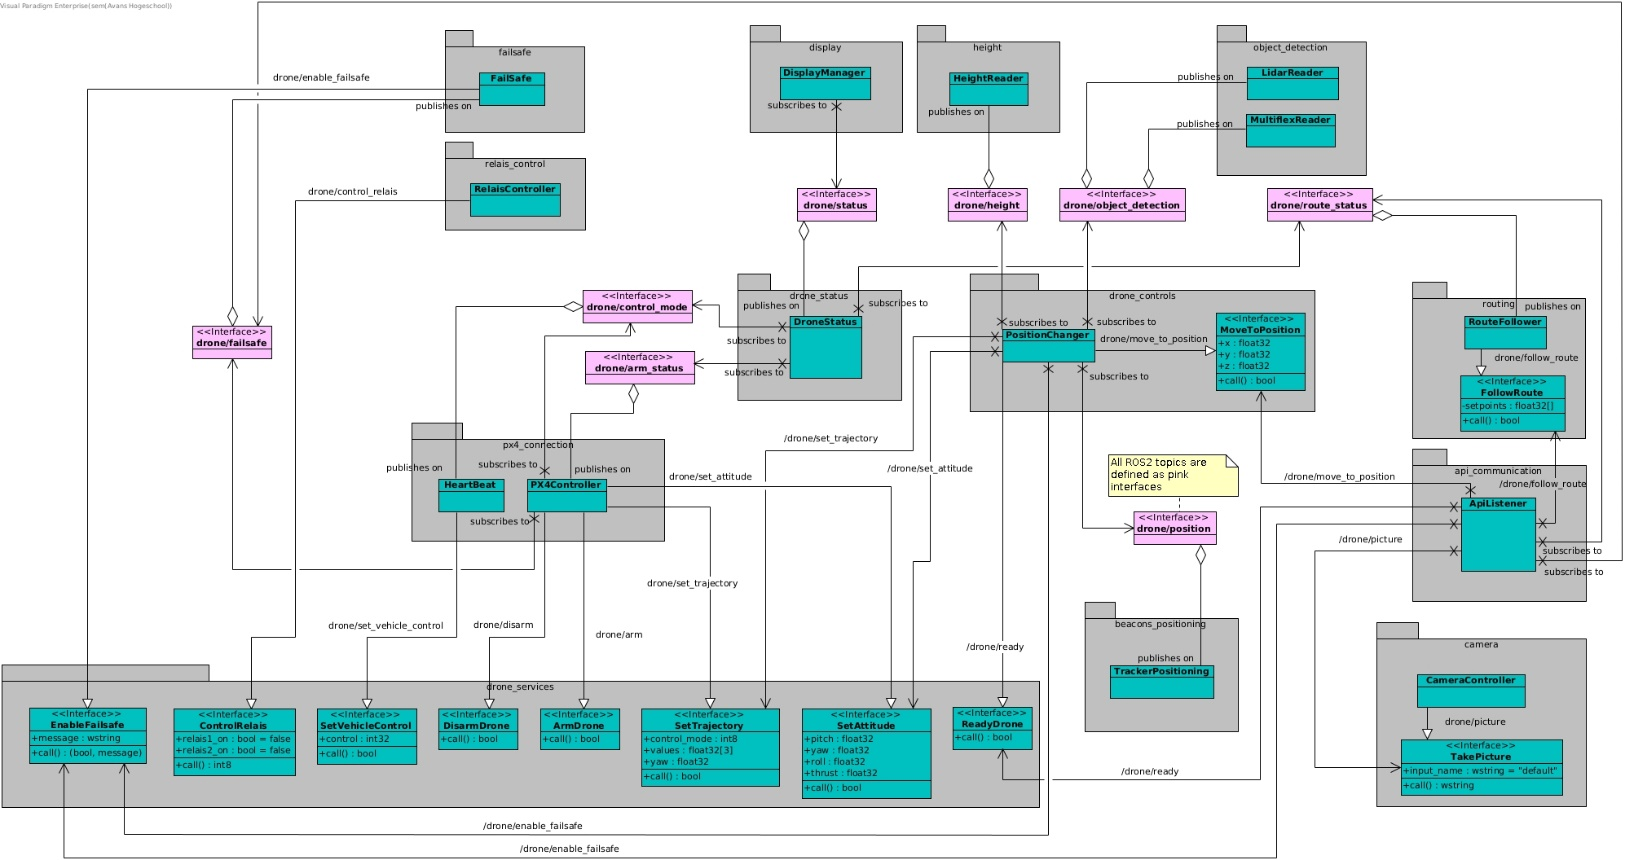 Visual Paradigm Enterprise(sem(Avans Hogeschool))
failsafe
FailSafe
drone/enable_failsafe
publishes on
relais_control
RelaisController
drone/control_relais
display
DisplayManager
subscribes to
height
HeightReader
publishes on
object_detection
LidarReader
publishes on
MultiflexReader
publishes on
<<Interface>>
drone/status
<<Interface>>
drone/height
<<Interface>>
drone/object_detection
<<Interface>>
drone/route_status
<<Interface>>
drone/failsafe
<<Interface>>
drone/control_mode
<<Interface>>
drone/arm_status
drone_status
publishes on
subscribes to
DroneStatus
subscribes to
subscribes to
drone_controls
subscribes to
subscribes to
PositionChanger
drone/move_to_position
subscribes to
<<Interface>>
MoveToPosition
+x : float32
+y : float32
+z : float32
+call() : bool
routing
publishes on
RouteFollower
drone/follow_route
<<Interface>>
FollowRoute
-setpoints : float32[]
+call() : bool
px4_connection
publishes on
subscribes to
publishes on
HeartBeat
PX4Controller
subscribes to
/drone/set_trajectory
drone/set_attitude
/drone/set_attitude
All ROS2 topics are
defined as pink
interfaces
<<Interface>>
drone/position
api_communication
/drone/move_to_position
/drone/follow_route
ApiListener
/drone/picture
subscribes to
subscribes to
drone/set_trajectory
drone/set_vehicle_control
drone/disarm
drone/arm
/drone/ready
beacons_positioning
publishes on
TrackerPositioning
camera
CameraController
drone/picture
<<Interface>>
TakePicture
+input_name : wstring = "default"
+call() : wstring
drone_services
<<Interface>>
EnableFailsafe
+message : wstring
+call() : (bool, message)
<<Interface>>
ControlRelais
+relais1_on : bool = false
+relais2_on : bool = false
+call() : int8
<<Interface>>
SetVehicleControl
+control : int32
+call() : bool
<<Interface>>
DisarmDrone
+call() : bool
<<Interface>>
ArmDrone
+call() : bool
<<Interface>>
SetTrajectory
+control_mode : int8
+values : float32[3]
+yaw : float32
+call() : bool
<<Interface>>
SetAttitude
+pitch : float32
+yaw : float32
+roll : float32
+thrust : float32
+call() : bool
<<Interface>>
ReadyDrone
+call() : bool
/drone/ready
/drone/enable_failsafe
/drone/enable_failsafe